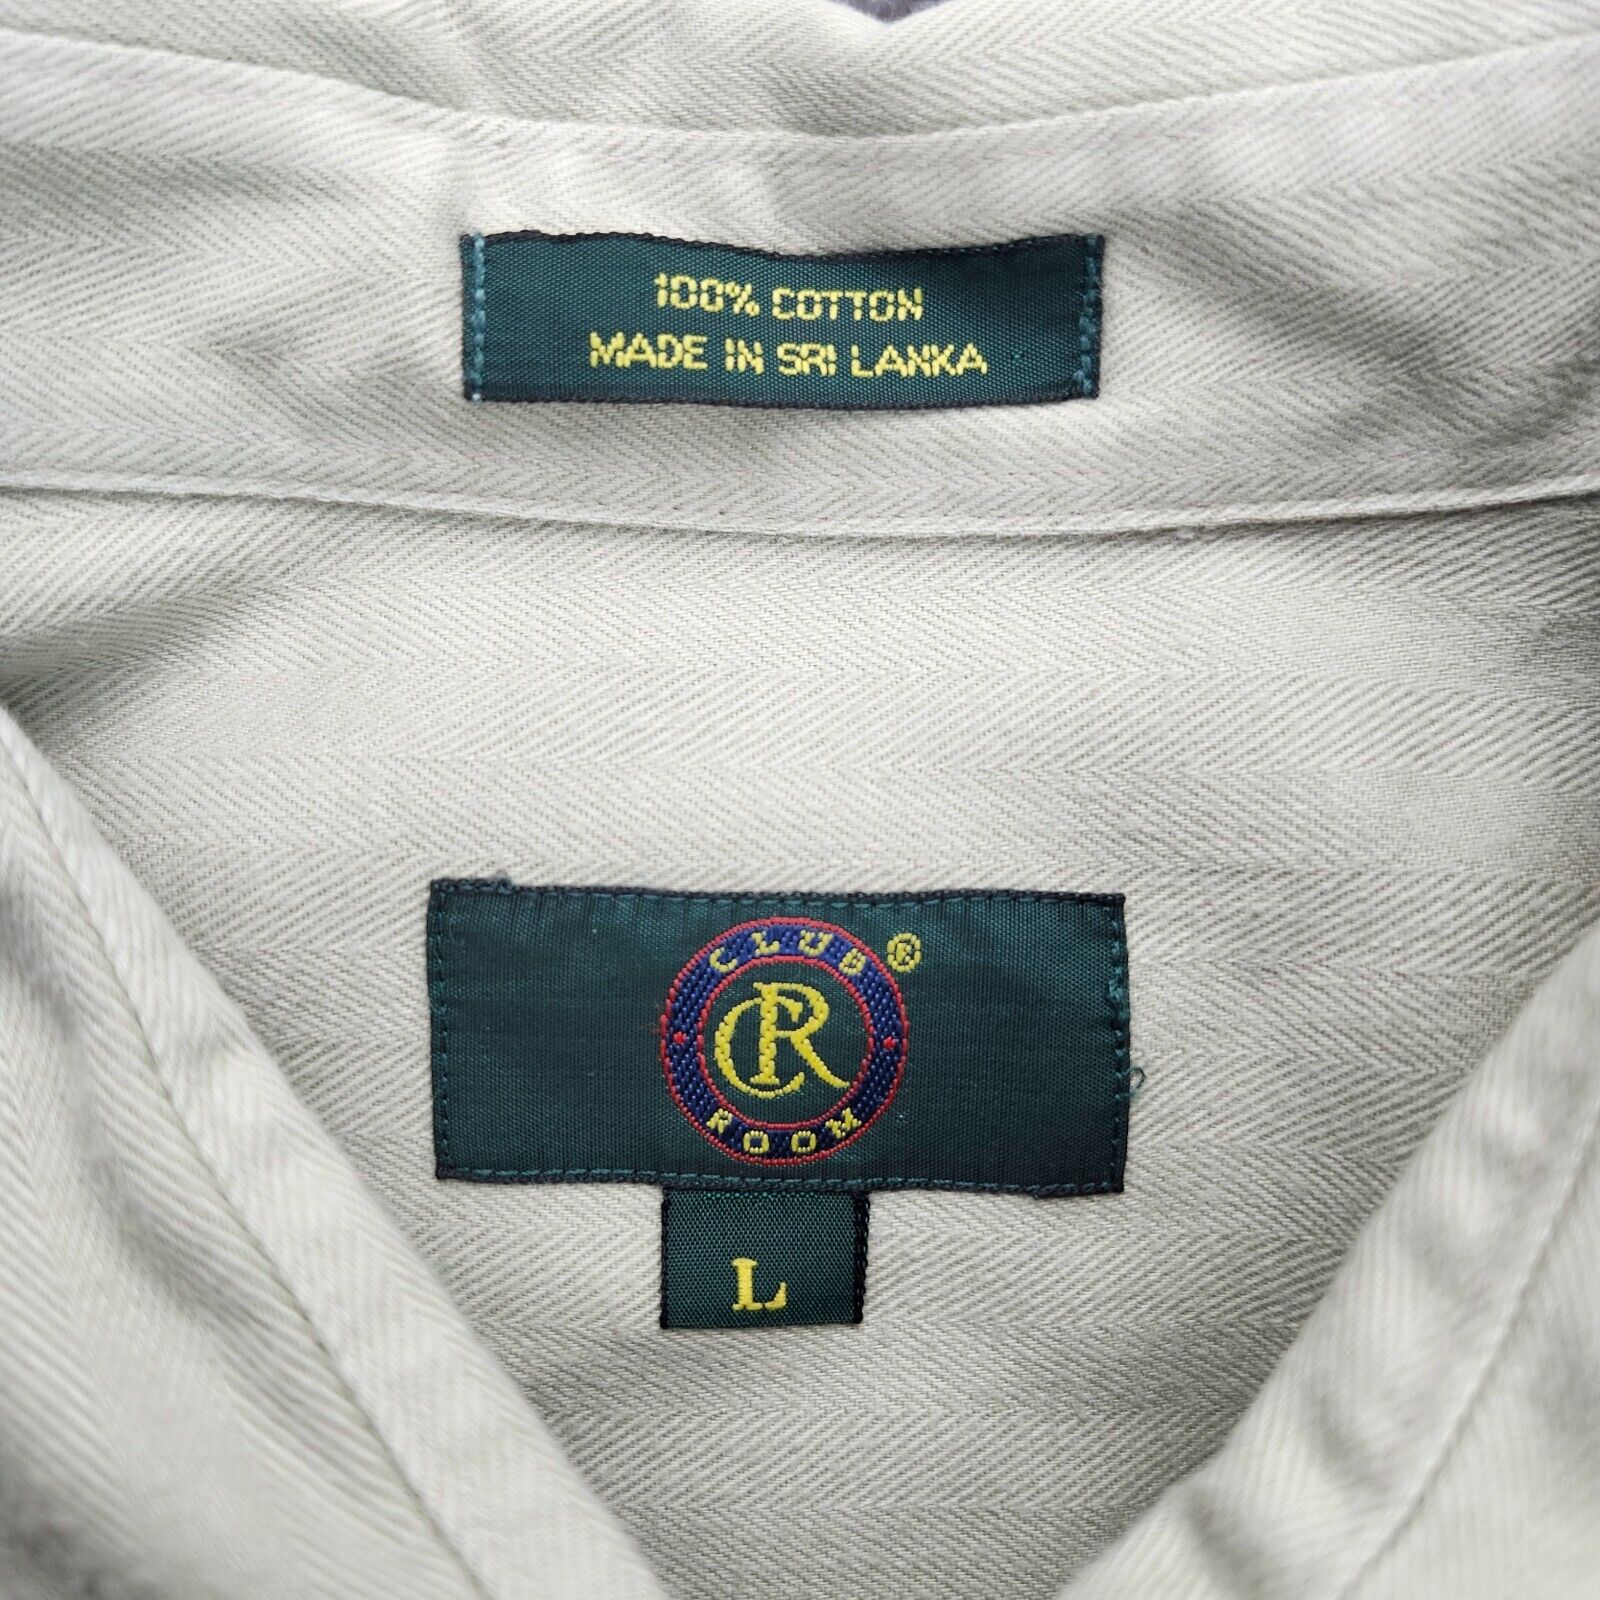 100% COTTON
MADE IN SRI LANKA
CLUB ®
CR
ROOM
L